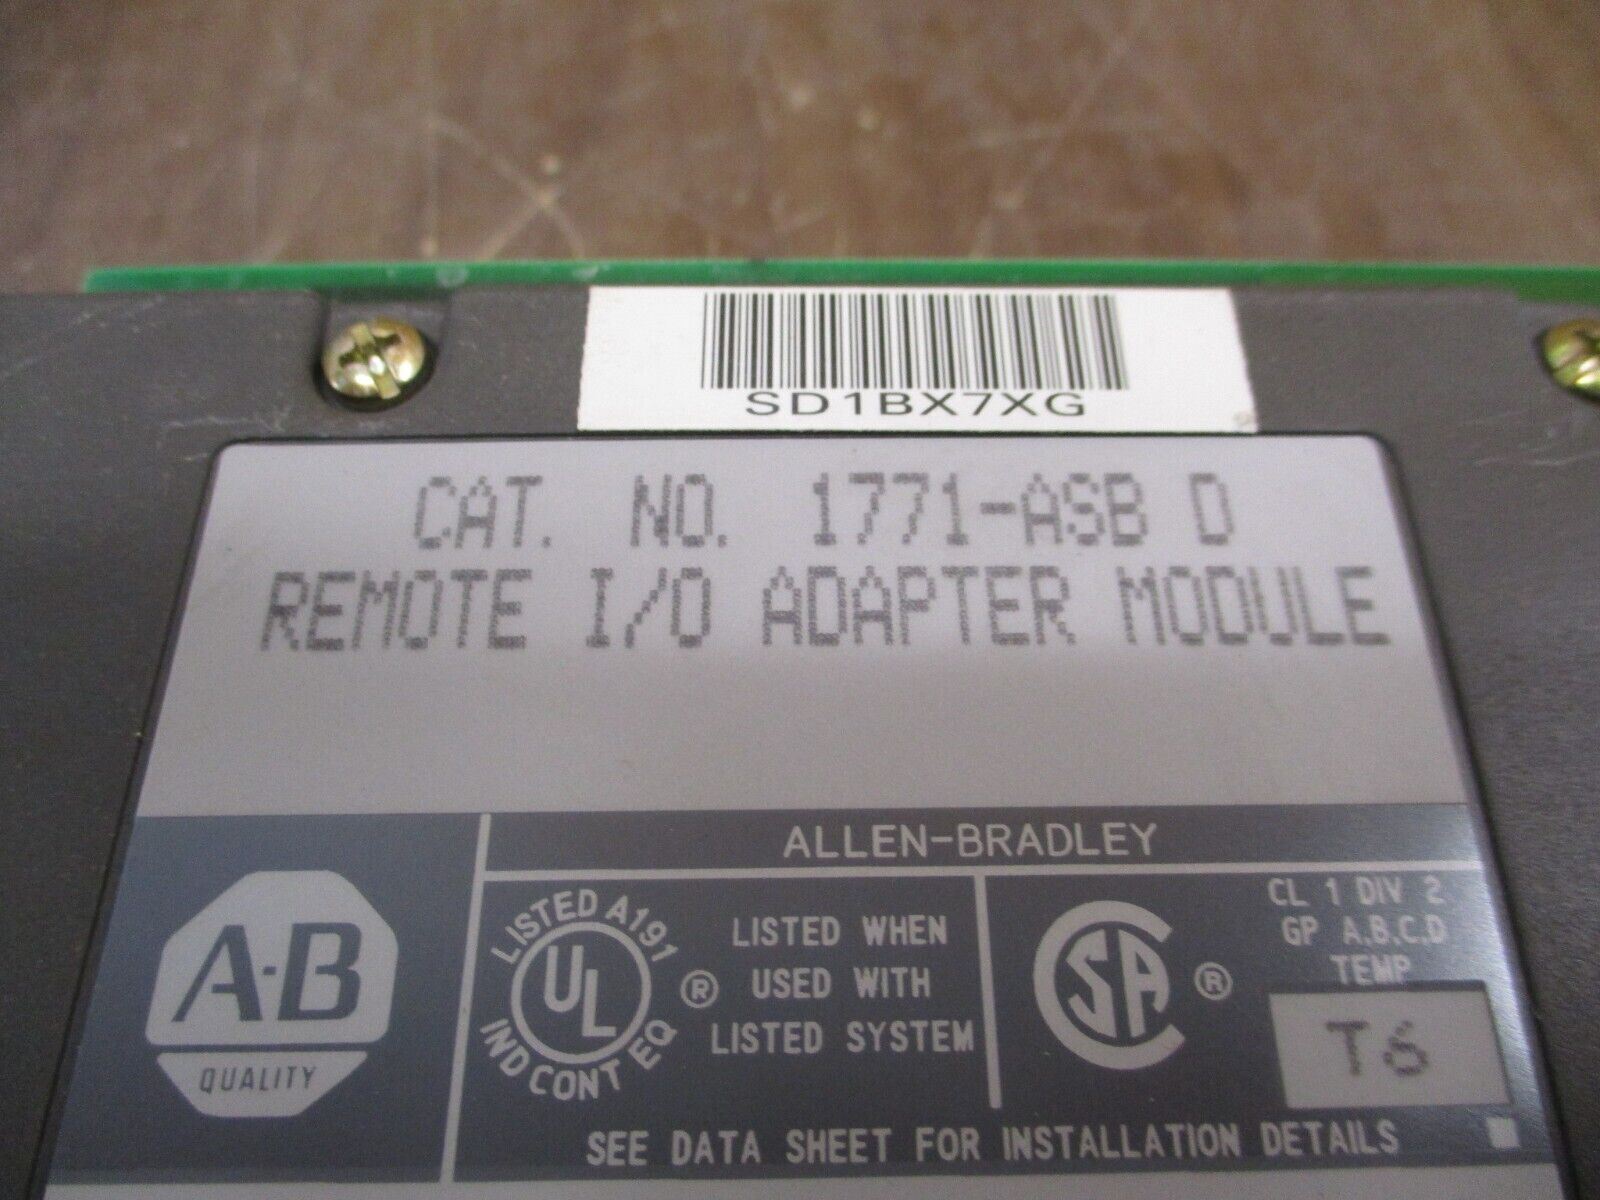 SD1BX7XG
CAT. NO. 1771-ASB D
REMOTE I/O ADAPTER MODULE
ALLEN-BRADLEY
A-B
QUALITY
LISTED A191
UL
®
IND CONT EQ
LISTED WHEN
USED WITH
LISTED SYSTEM
SA
®
CL 1 DIV 2
GP A,B,C,D
TEMP
T6
SEE DATA SHEET FOR INSTALLATION DETAILS